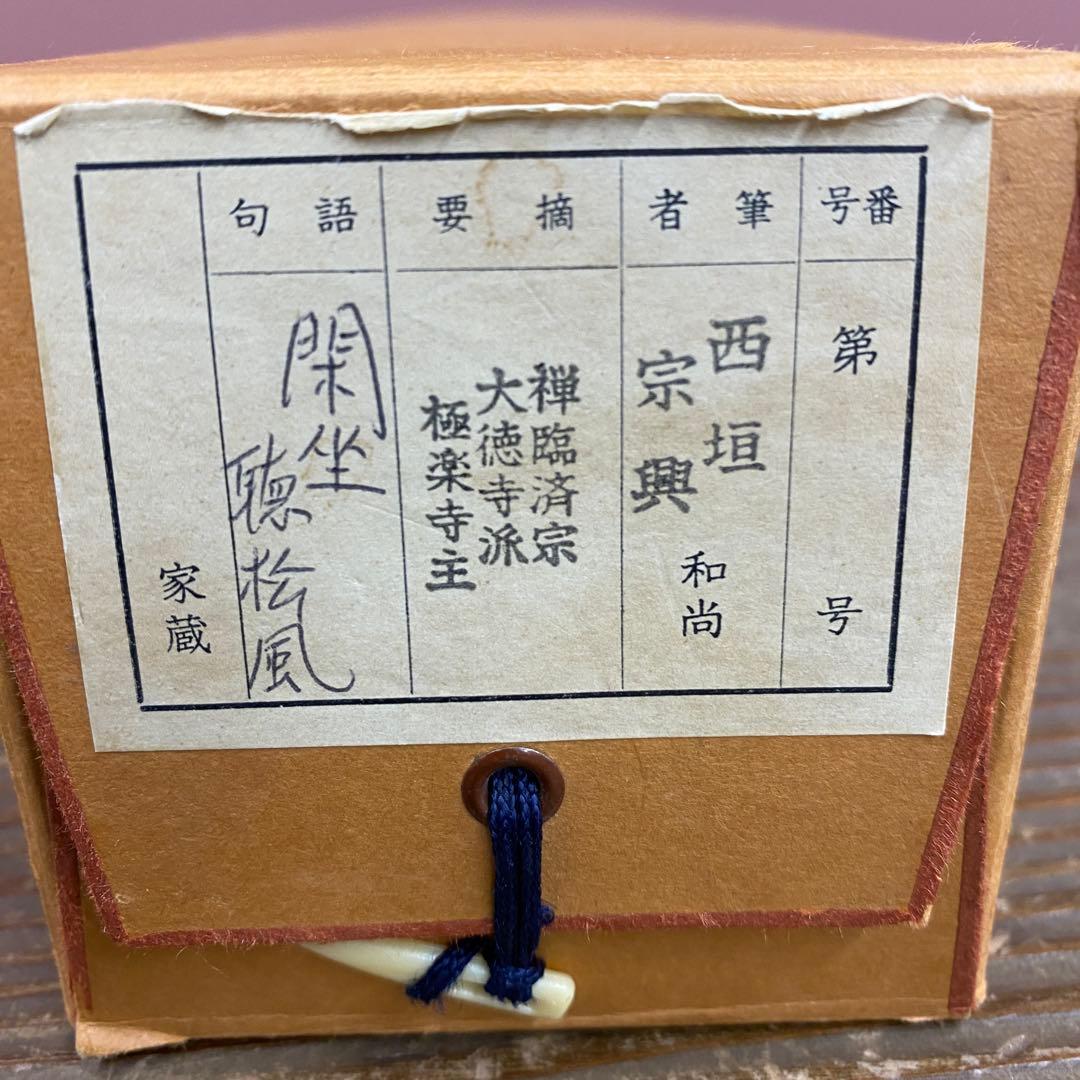 番号
第
号
筆者
西垣
宗興
和尚
摘要
禅臨済宗
大徳寺派
極楽寺主
語句
閑坐
聴松風
家蔵